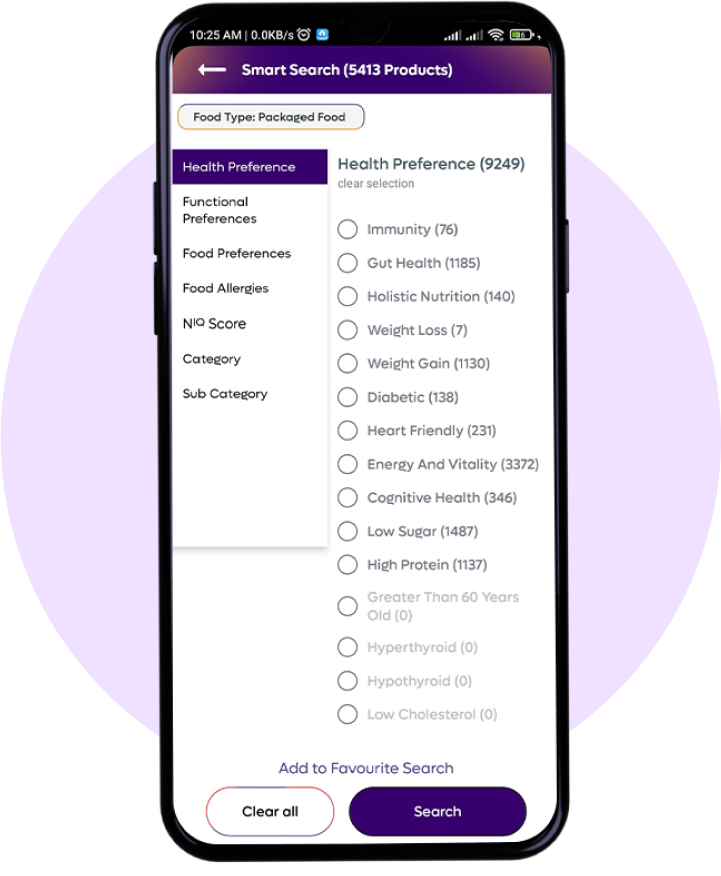 10:25 AM | 0.0KB/s
Smart Search (5413 Products)
Food Type: Packaged Food
Health Preference
Functional
Preferences
Food Preferences
Food Allergies
NIQ Score
Category
Sub Category
Health Preference (9249)
clear selection
Immunity (76)
Gut Health (1185)
Holistic Nutrition (140)
Weight Loss (7)
Weight Gain (1130)
Diabetic (138)
Heart Friendly (231)
Energy And Vitality (3372)
Cognitive Health (346)
Low Sugar (1487)
High Protein (1137)
Greater Than 60 Years
Old (0)
Hyperthyroid (0)
Hypothyroid (0)
Low Cholesterol (0)
Add to Favourite Search
Clear all
Search